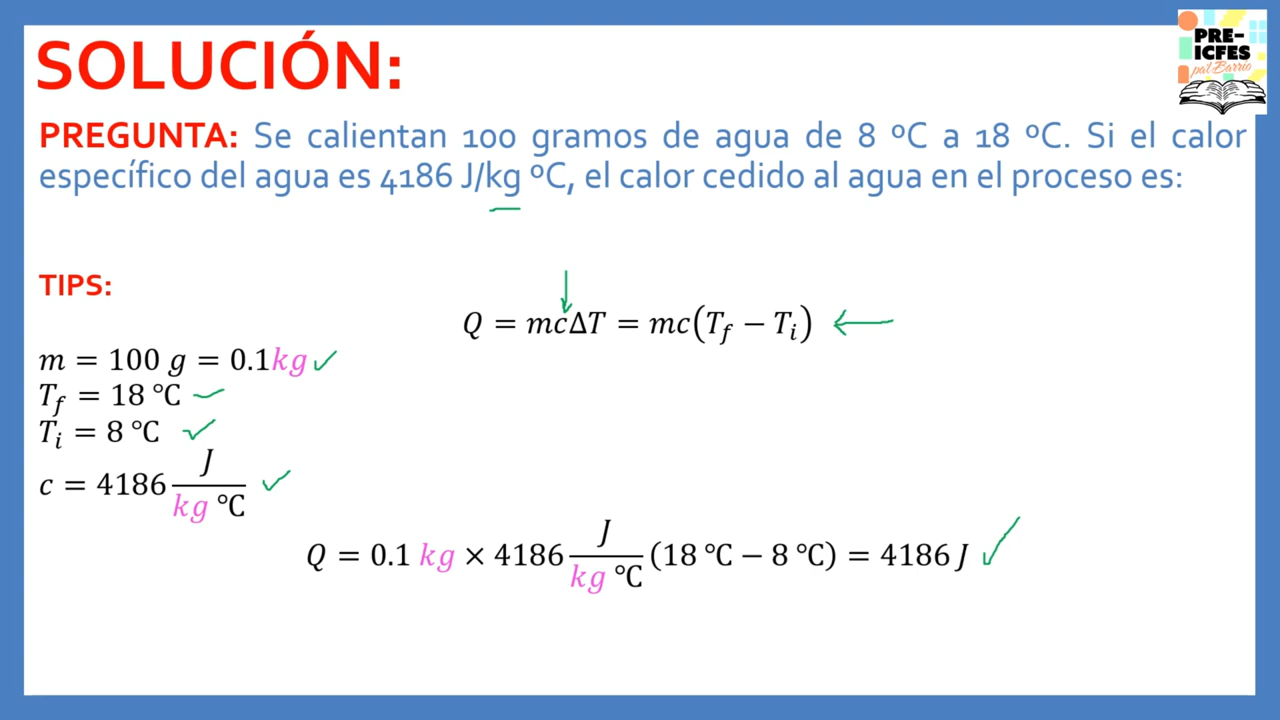 SOLUCIÓN:
PRE-
ICFES
pal Barrio
PREGUNTA: Se calientan 100 gramos de agua de 8 ºC a 18 ºC. Si el calor
específico del agua es 4186 J/kg ºC, el calor cedido al agua en el proceso es:
TIPS:
Q = mcΔT = mc(T_f − T_i)
m = 100 g = 0.1kg
T_f = 18 °C
T_i = 8 °C
c = 4186 J/(kg °C)
Q = 0.1 kg × 4186 J/(kg °C) (18 °C − 8 °C) = 4186 J